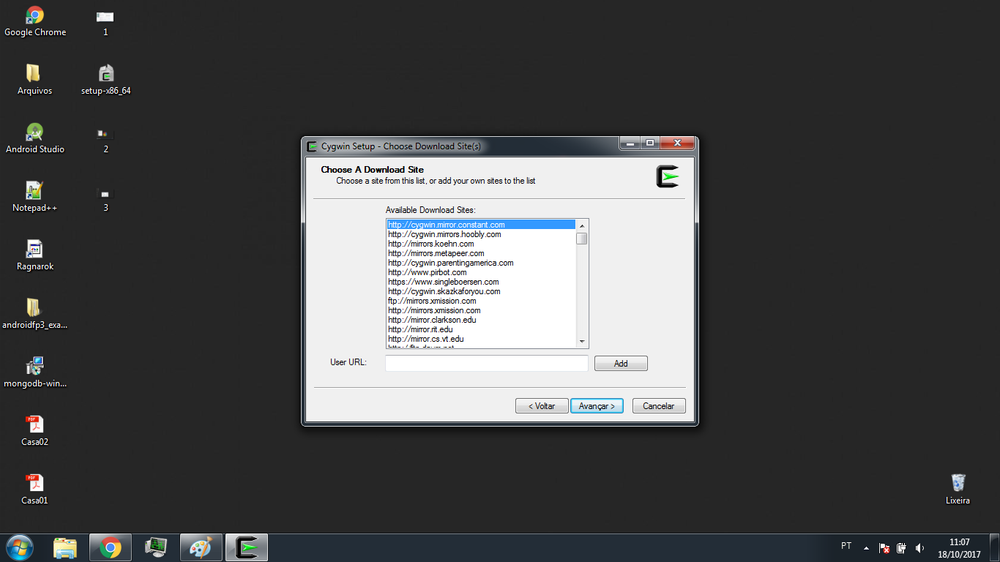 Google Chrome
1
Arquivos
setup-x86_64
Android Studio
2
Notepad++
3
Ragnarok
androidfp3_exa...
mongodb-win...
Casa02
Casa01
Cygwin Setup - Choose Download Site(s)
Choose A Download Site
Choose a site from this list, or add your own sites to the list
Available Download Sites:
http://cygwin.mirror.constant.com
http://cygwin.mirrors.hoobly.com
http://mirrors.koehn.com
http://mirrors.metapeer.com
http://cygwin.parentingamerica.com
http://www.pirbot.com
https://www.singleboersen.com
http://cygwin.skazkaforyou.com
ftp://mirrors.xmission.com
http://mirrors.xmission.com
http://mirror.clarkson.edu
http://mirror.rit.edu
http://mirror.cs.vt.edu
User URL:
Add
< Voltar
Avançar >
Cancelar
Lixeira
PT
11:07
18/10/2017